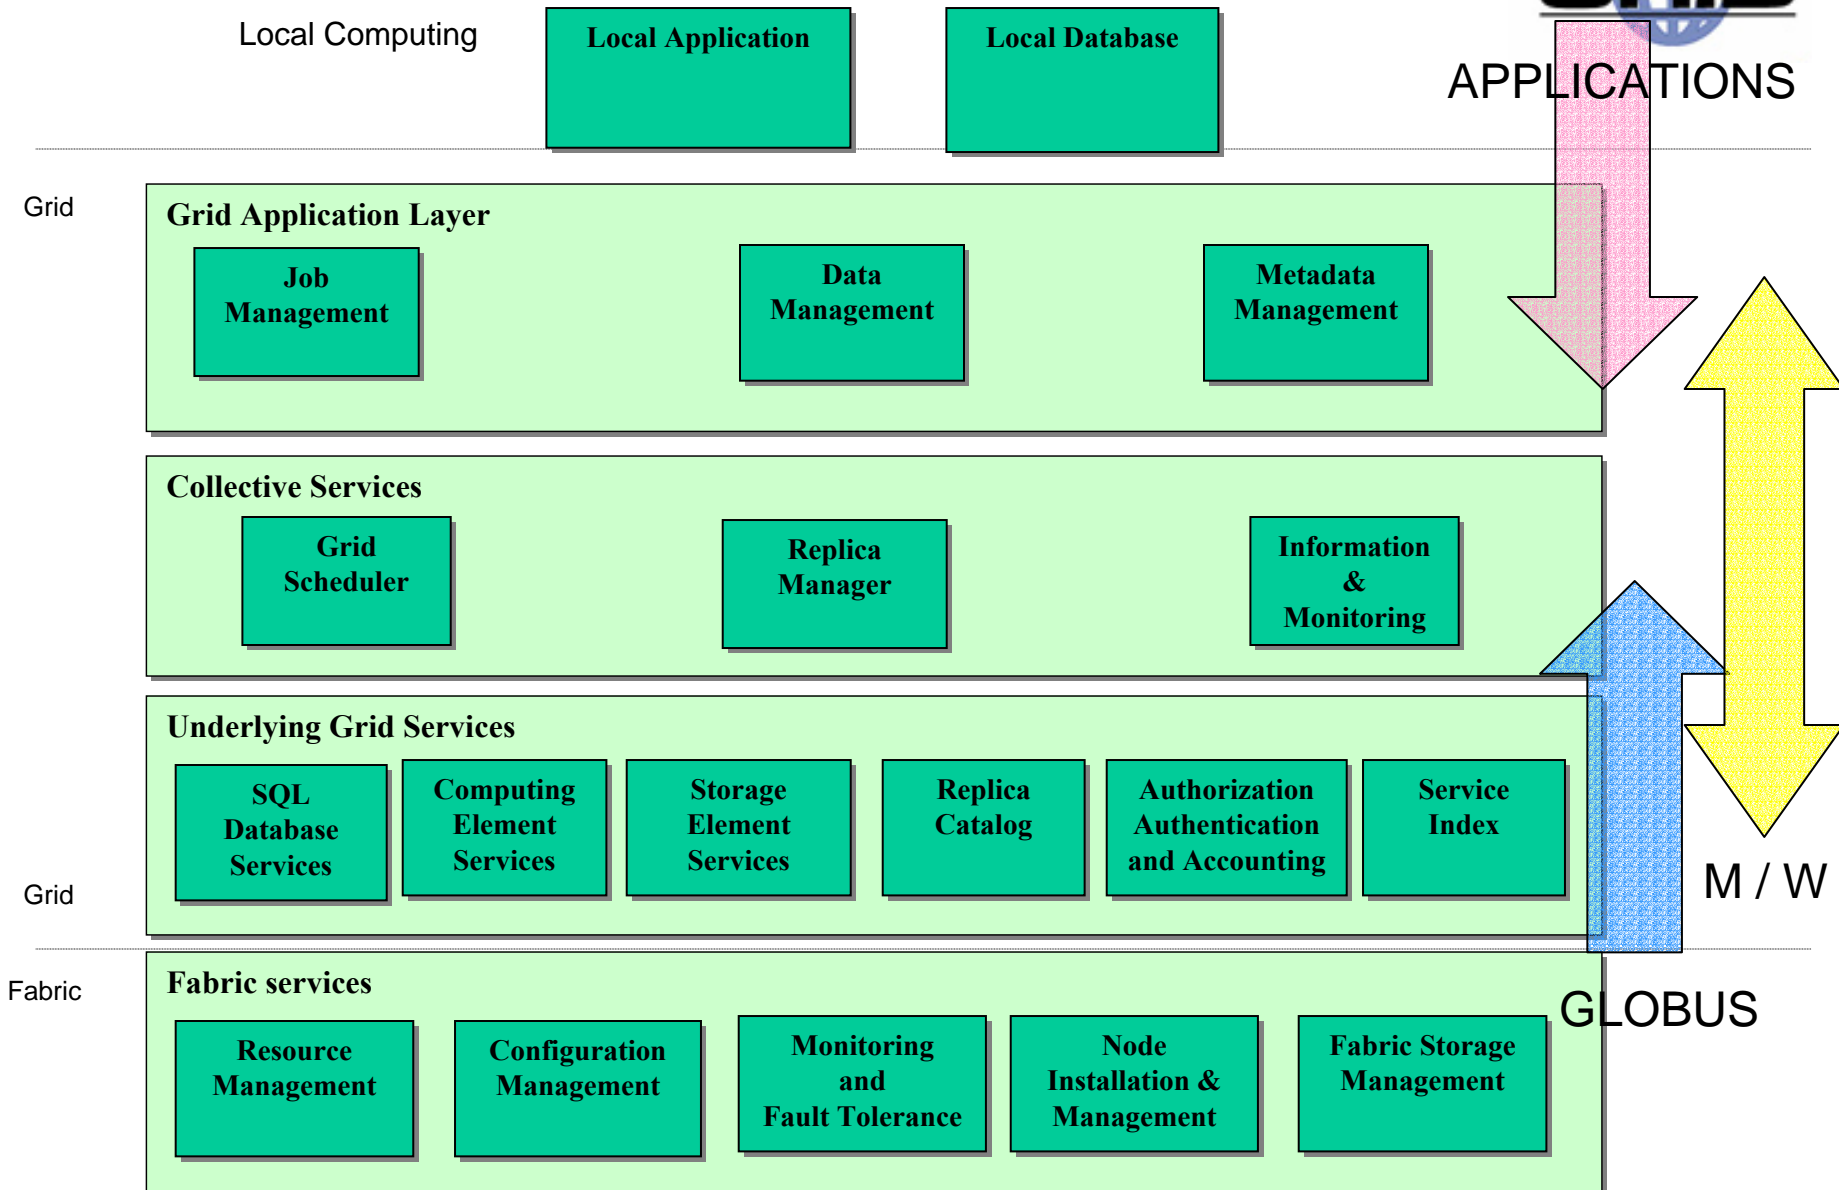 Local Computing
Local Application
Local Database
APPLICATIONS
Grid
Grid Application Layer
Job
Management
Data
Management
Metadata
Management
Collective Services
Grid
Scheduler
Replica
Manager
Information
&
Monitoring
Underlying Grid Services
SQL
Database
Services
Computing
Element
Services
Storage
Element
Services
Replica
Catalog
Authorization
Authentication
and Accounting
Service
Index
M / W
Grid
Fabric
Fabric services
GLOBUS
Resource
Management
Configuration
Management
Monitoring
and
Fault Tolerance
Node
Installation &
Management
Fabric Storage
Management